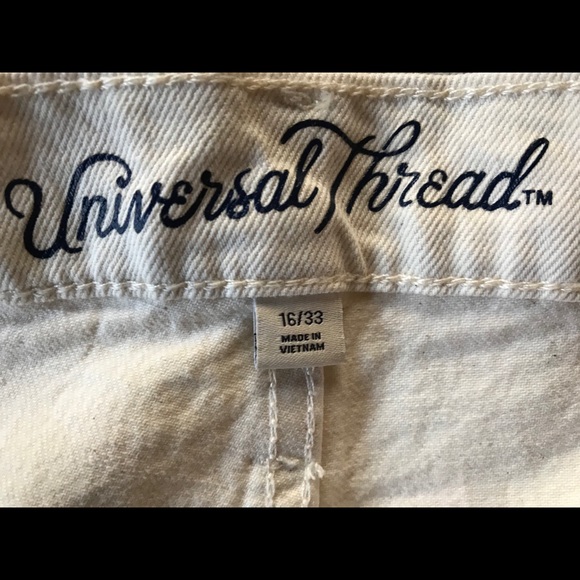 Universal Thread™
16/33
MADE IN
VIETNAM